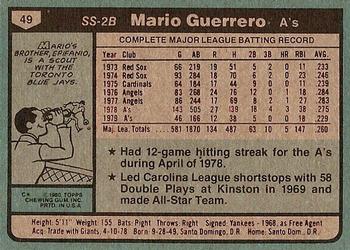 49
SS-2B Mario Guerrero A's
MARIO'S BROTHER, EPIFANIO, IS A SCOUT WITH THE TORONTO BLUE JAYS.
COMPLETE MAJOR LEAGUE BATTING RECORD
Year Club G AB R H 2B 3B HR RBI AVG
1973 Red Sox 66 219 19 51 5 2 0 11 .233
1974 Red Sox 93 284 18 70 6 2 0 23 .246
1975 Cardinals 64 184 17 44 9 0 0 11 .239
1976 Angels 83 268 24 76 12 0 1 18 .284
1977 Angels 86 244 17 69 8 2 1 28 .283
1978 A's 143 505 27 139 18 4 3 38 .275
1979 A's 46 166 12 38 5 0 0 18 .229
Maj. Lea. Totals 581 1870 134 487 63 10 5 147 .260
★ Had 12-game hitting streak for the A's during April of 1978.
★ Led Carolina League shortstops with 58 Double Plays at Kinston in 1969 and made All-Star Team.
© 1980, TOPPS CHEWING GUM, INC. PRTD. IN U.S.A.
Height: 5'11" Weight: 155 Bats: Right Throws: Right Signed: Yankees - 1968, as Free Agent
Acq: Trade with Giants, 4-10-78 Born: 9-28-49, Santo Domingo, D.R. Home: Santo Domingo, D.R.